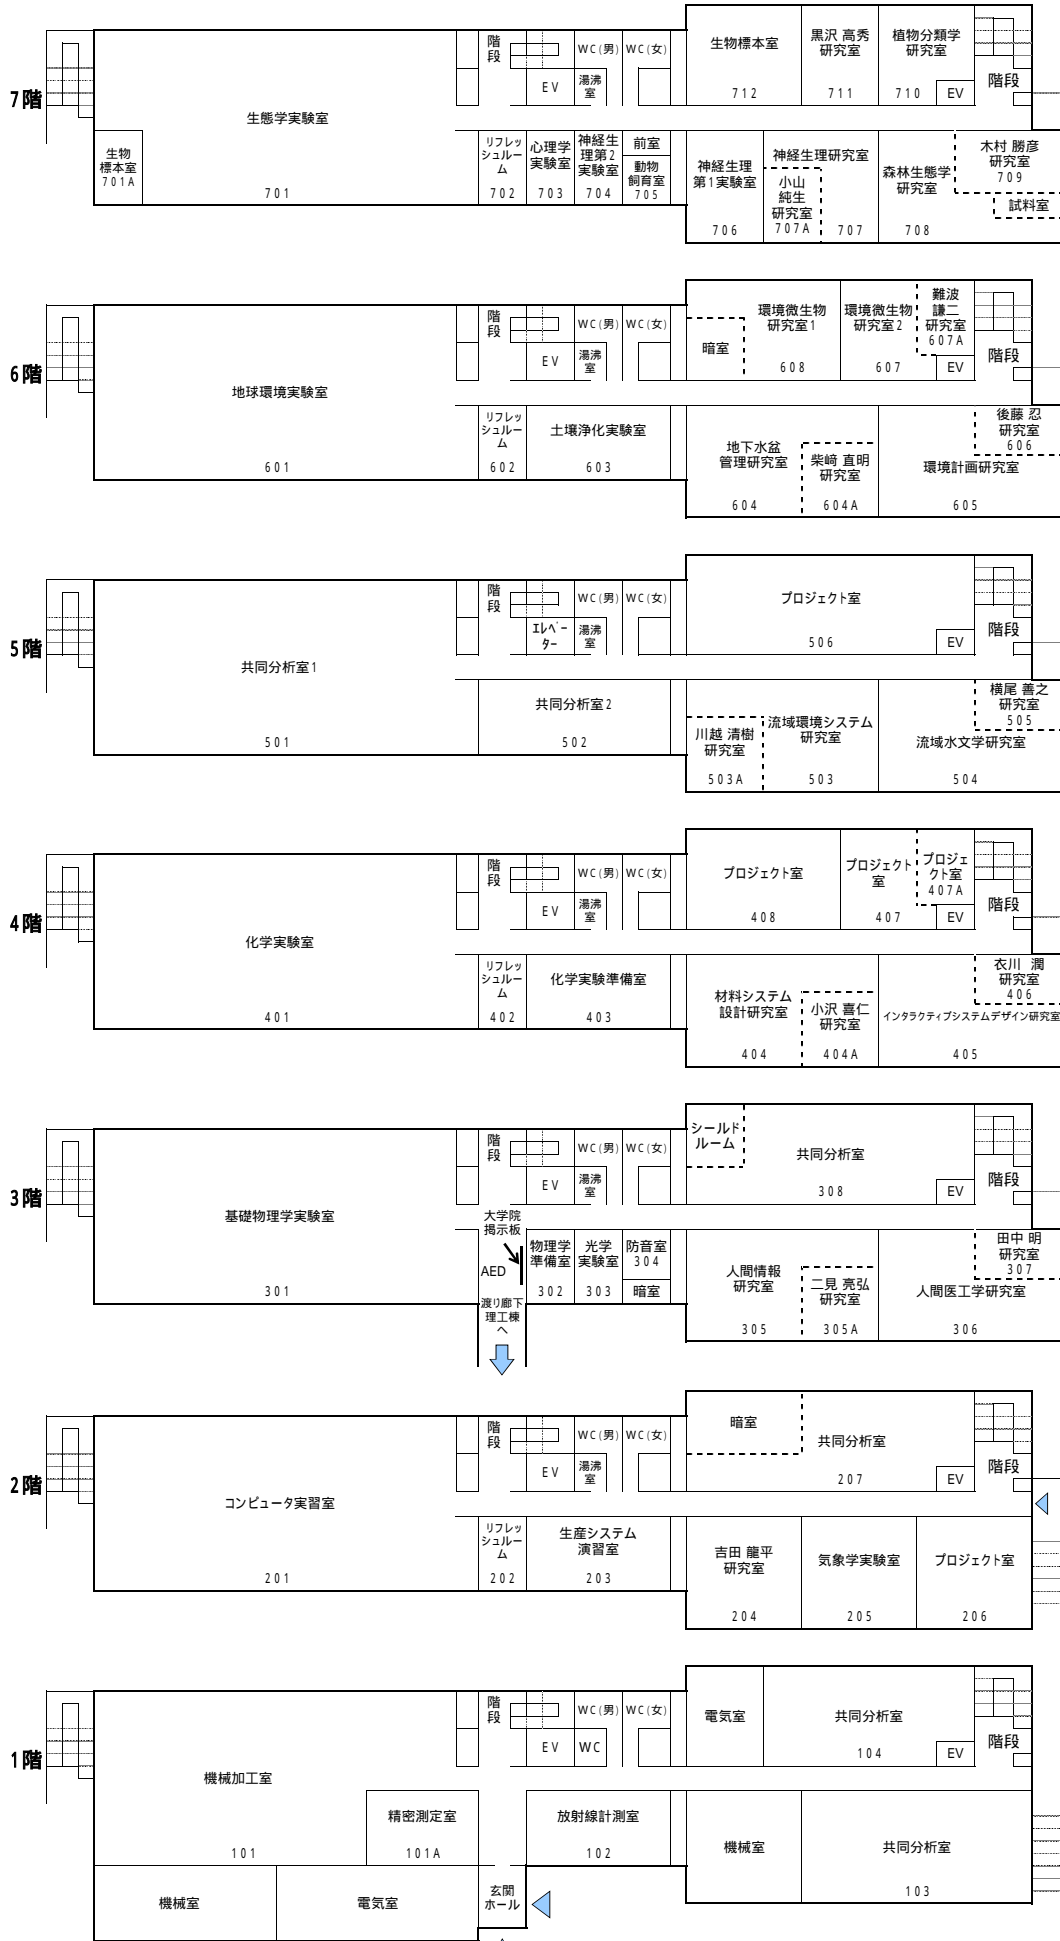 7階
生態学実験室
701
生物
標本室
701A
階
段
EV
WC(男)
WC(女)
湯沸
室
リフレッ
シュルー
ム
702
心理学
実験室
703
神経生
理第2
実験室
704
前室
動物
飼育室
705
生物標本室
712
黒沢 高秀
研究室
711
植物分類学
研究室
710
EV
階段
神経生理
第1実験室
706
神経生理研究室
小山
純生
研究室
707A
707
森林生態学
研究室
708
木村 勝彦
研究室
709
試料室
6階
地球環境実験室
601
階
段
EV
WC(男)
WC(女)
湯沸
室
リフレッ
シュルー
ム
602
土壌浄化実験室
603
暗室
環境微生物
研究室1
608
環境微生物
研究室2
607
難波
謙二
研究室
607A
EV
階段
地下水盆
管理研究室
604
柴﨑 直明
研究室
604A
環境計画研究室
605
後藤 忍
研究室
606
5階
共同分析室1
501
階
段
エレベー
ター
WC(男)
WC(女)
湯沸
室
共同分析室2
502
プロジェクト室
506
EV
階段
川越 清樹
研究室
503A
流域環境システム
研究室
503
流域水文学研究室
504
横尾 善之
研究室
505
4階
化学実験室
401
階
段
EV
WC(男)
WC(女)
湯沸
室
リフレッ
シュルー
ム
402
化学実験準備室
403
プロジェクト室
408
プロジェクト
室
407
プロジェ
クト室
407A
EV
階段
材料システム
設計研究室
404
小沢 喜仁
研究室
404A
インタラクティブシステムデザイン研究室
405
衣川 潤
研究室
406
3階
基礎物理学実験室
301
階
段
EV
WC(男)
WC(女)
湯沸
室
大学院
掲示板
AED
渡り廊下
理工棟
へ
物理学
準備室
302
光学
実験室
303
防音室
304
暗室
シールド
ルーム
共同分析室
308
EV
階段
人間情報
研究室
305
二見 亮弘
研究室
305A
人間医工学研究室
306
田中 明
研究室
307
2階
コンピュータ実習室
201
階
段
EV
WC(男)
WC(女)
湯沸
室
リフレッ
シュルー
ム
202
生産システム
演習室
203
暗室
共同分析室
207
EV
階段
吉田 龍平
研究室
204
気象学実験室
205
プロジェクト室
206
1階
機械加工室
101
精密測定室
101A
階
段
EV
WC(男)
WC(女)
WC
放射線計測室
102
電気室
共同分析室
104
EV
階段
機械室
共同分析室
103
機械室
電気室
玄関
ホール